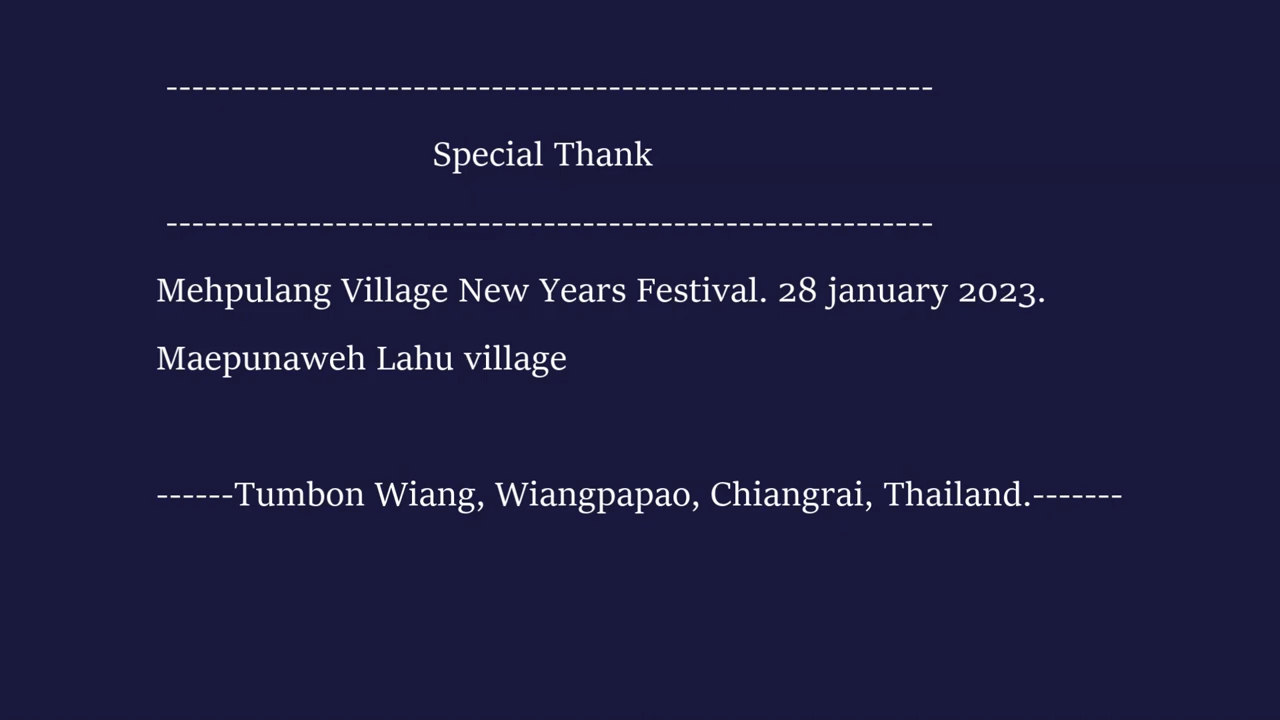 -----------------------------------------------------------
Special Thank
-----------------------------------------------------------
Mehpulang Village New Years Festival. 28 january 2023.
Maepunaweh Lahu village
------Tumbon Wiang, Wiangpapao, Chiangrai, Thailand.-------